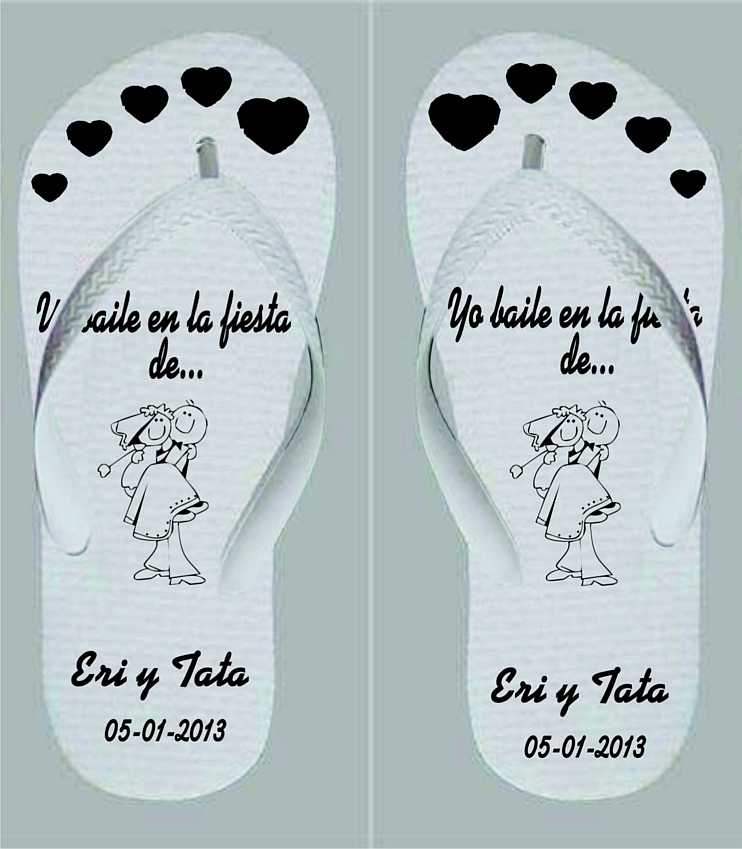 baile en la fiesta
de...
Eri y Tata
05-01-2013
Yo baile en la
de...
Eri y Tata
05-01-2013